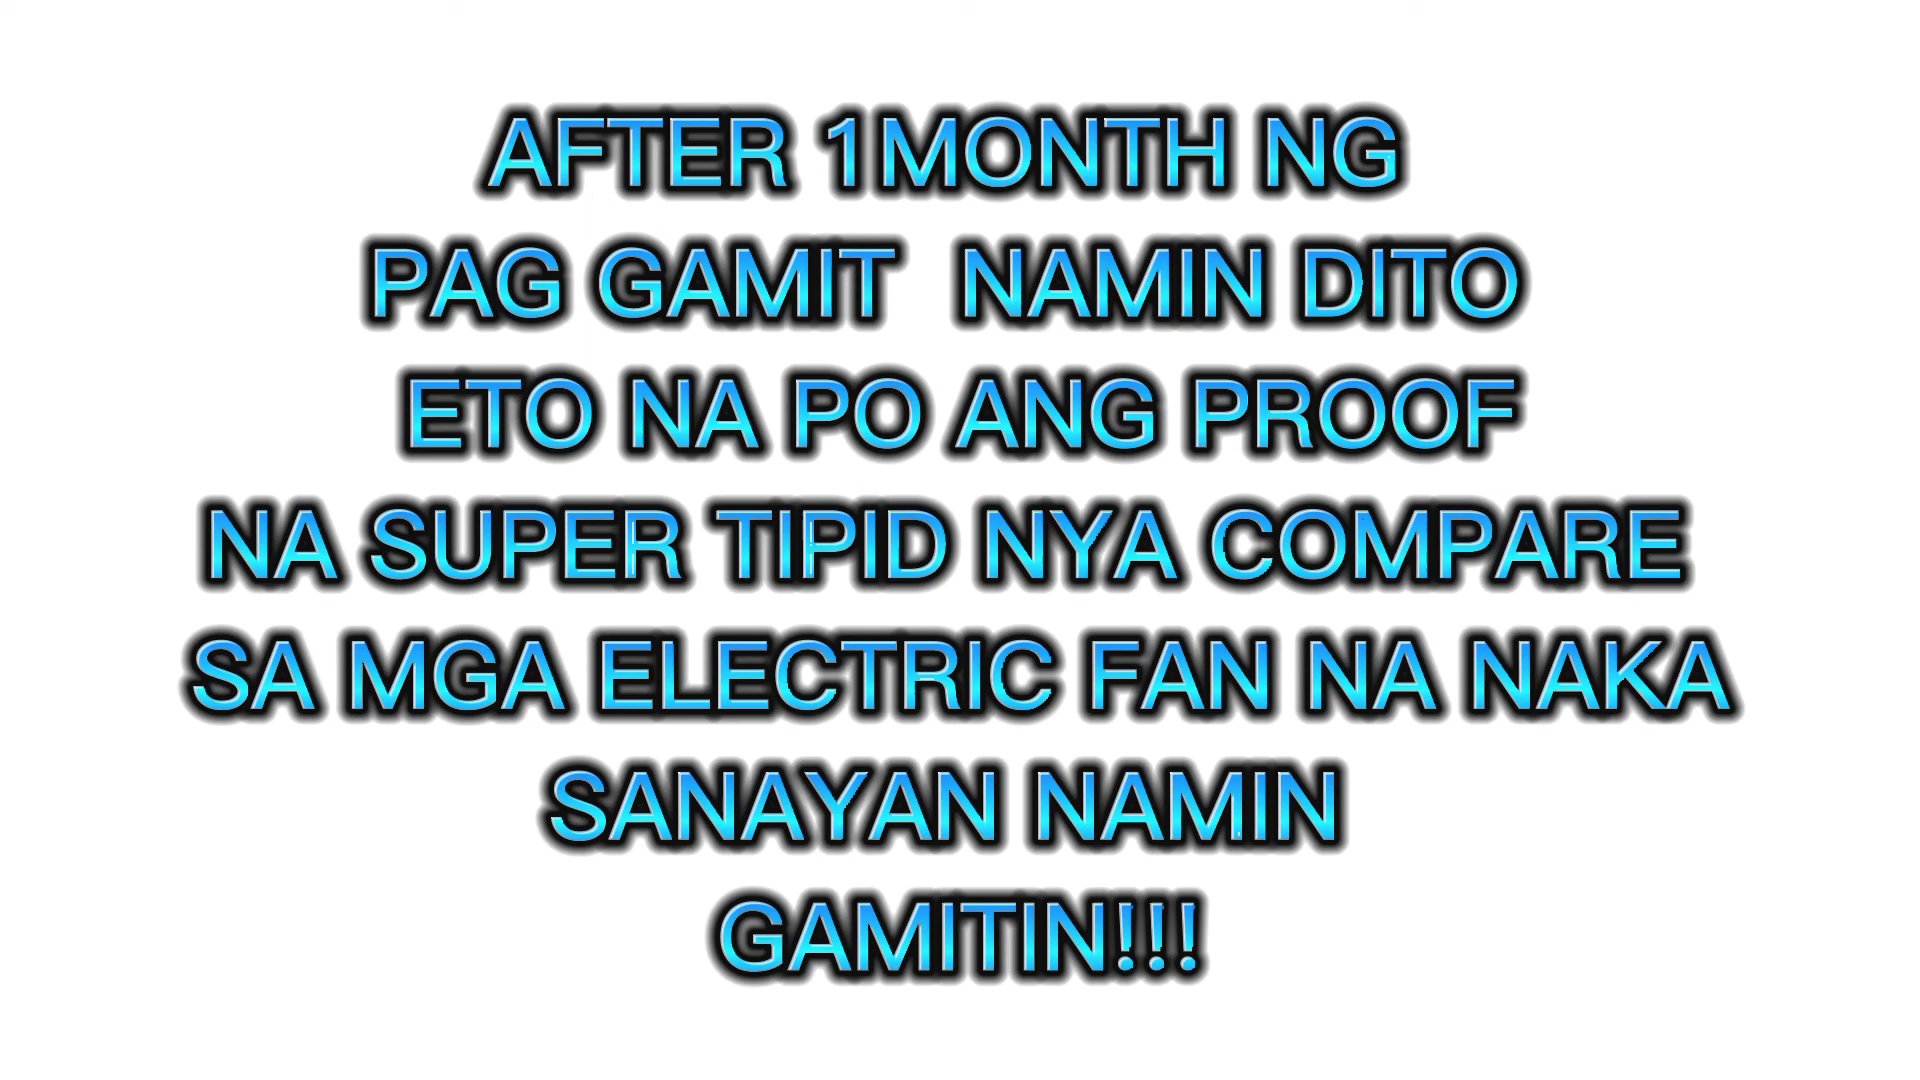 AFTER 1MONTH NG
PAG GAMIT  NAMIN DITO
ETO NA PO ANG PROOF
NA SUPER TIPID NYA COMPARE
SA MGA ELECTRIC FAN NA NAKA
SANAYAN NAMIN
GAMITIN!!!